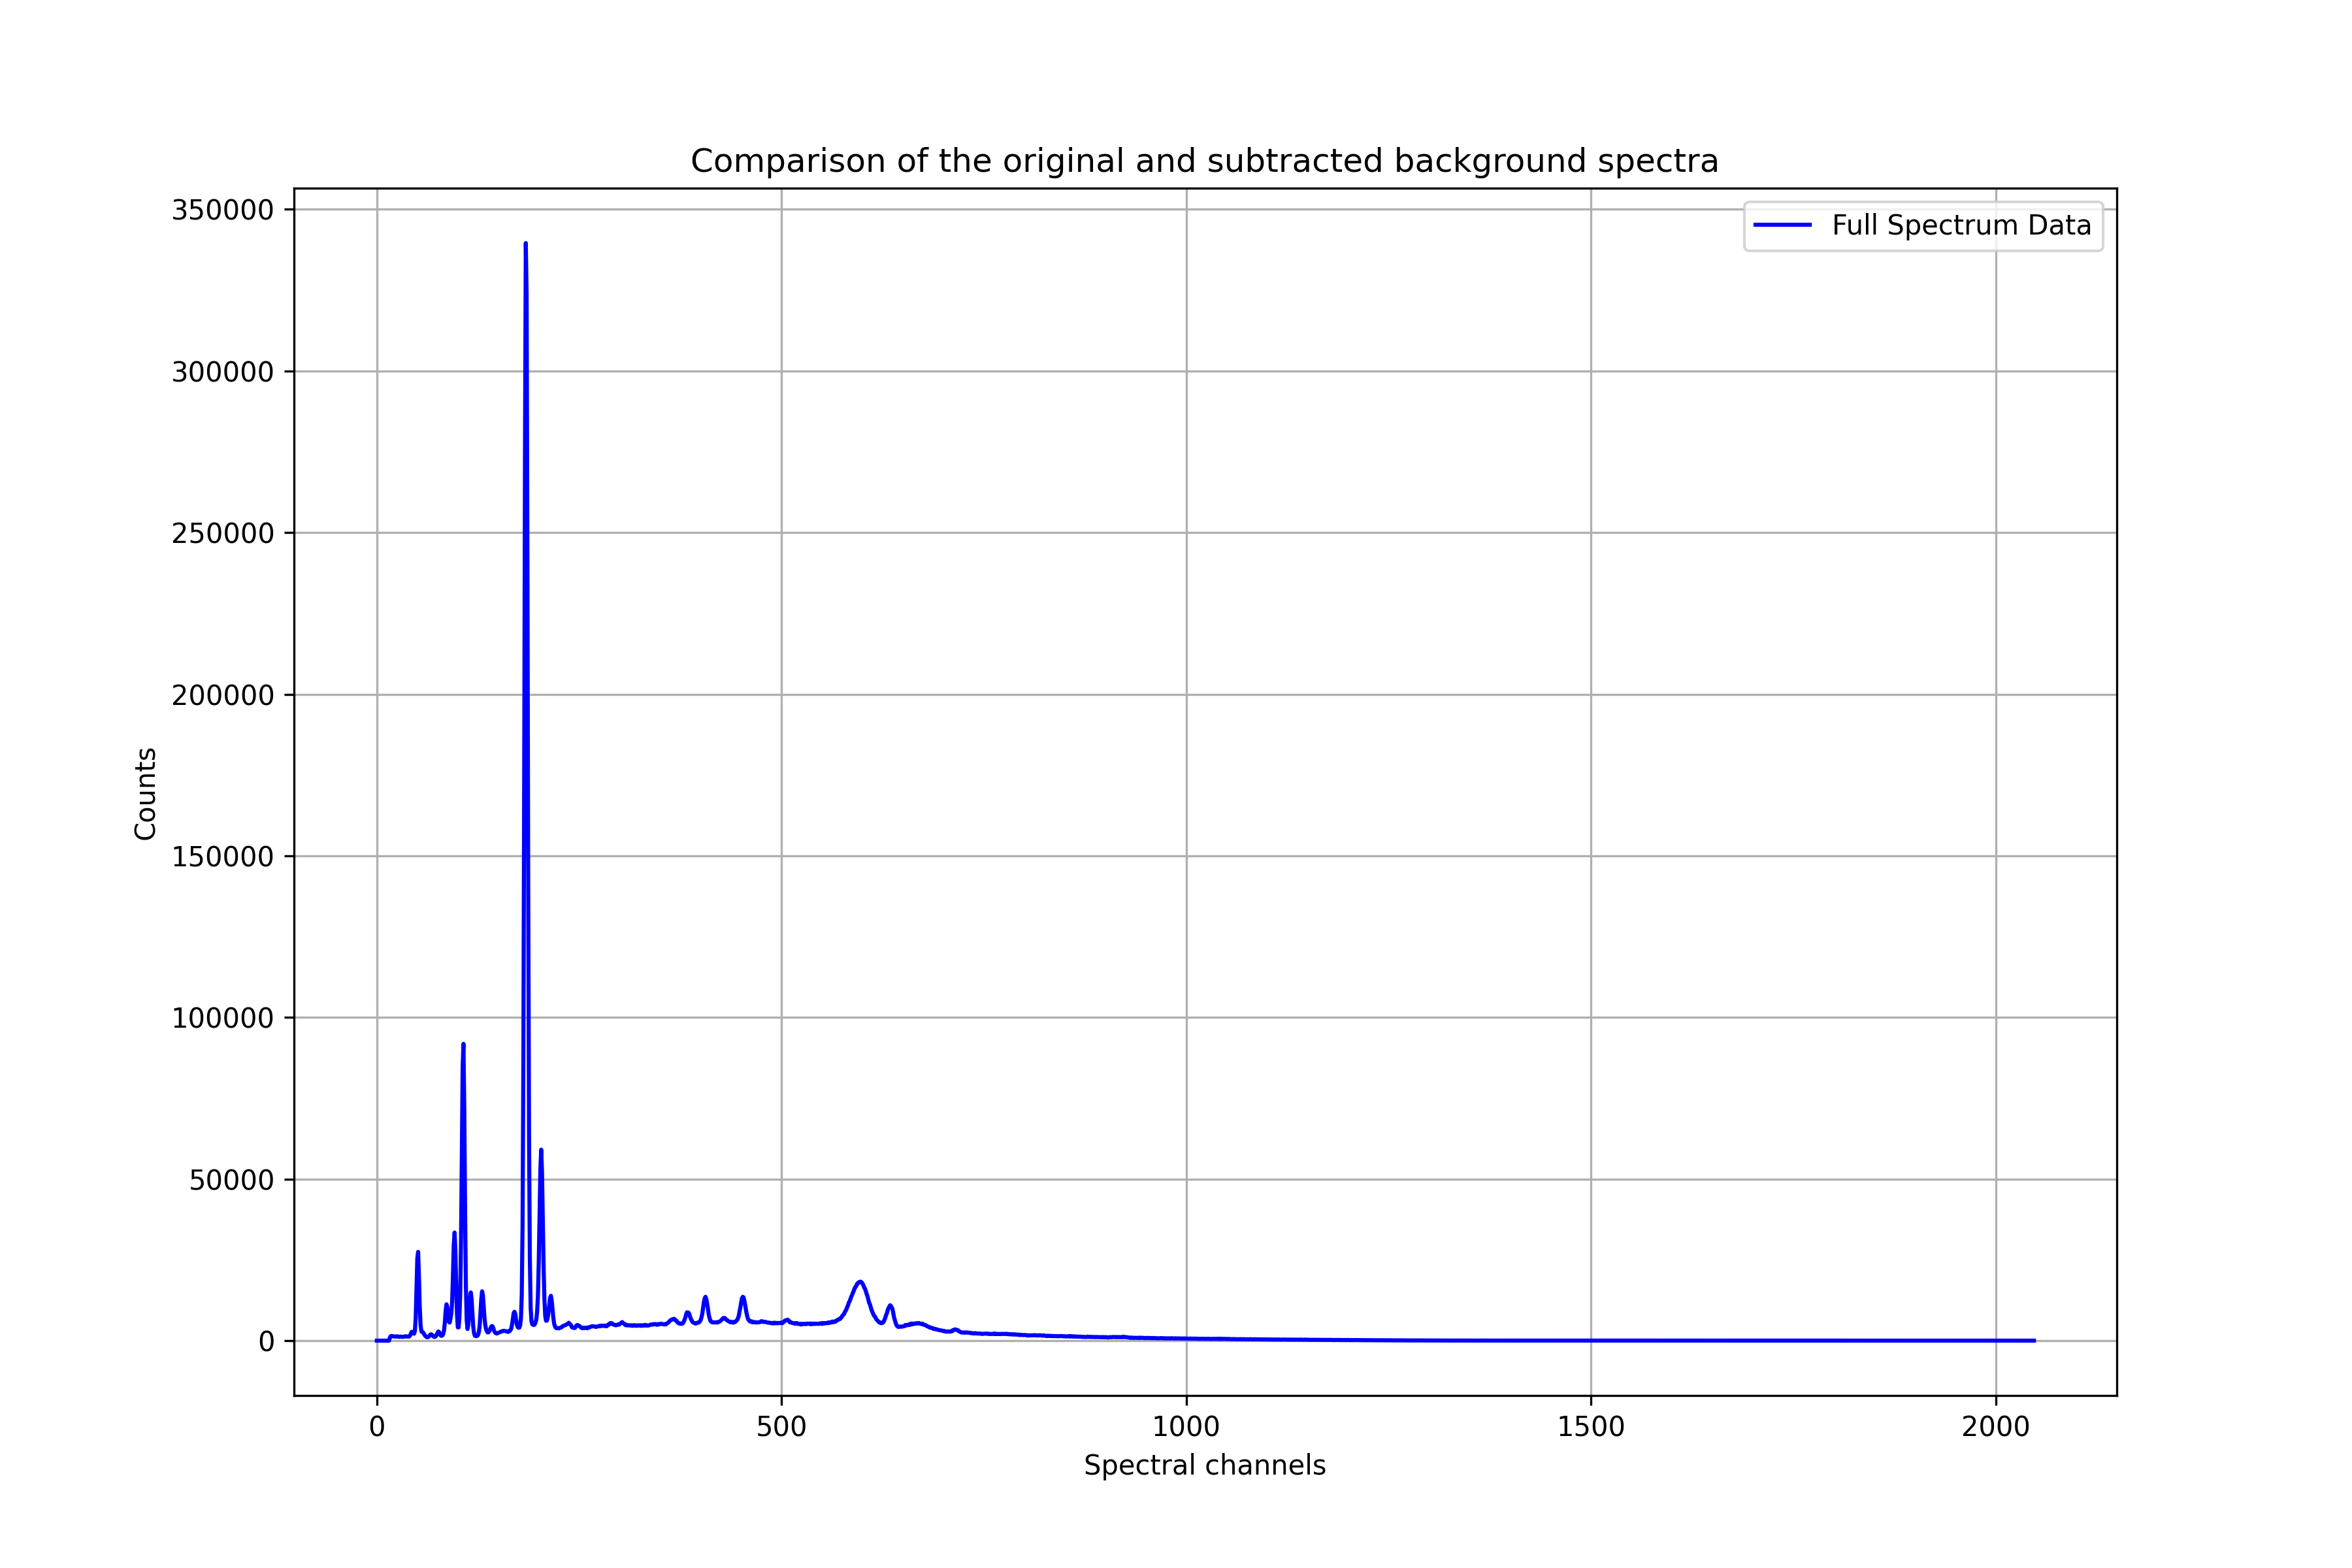 Comparison of the original and subtracted background spectra
Full Spectrum Data
350000
300000
250000
200000
150000
100000
50000
0
Counts
0 500 1000 1500 2000
Spectral channels